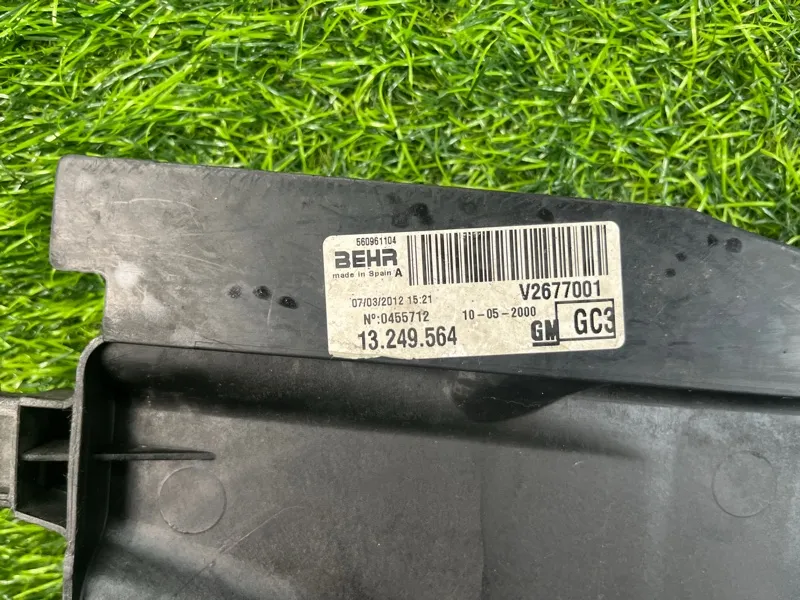 560961104
BEHR
made in Spain A
V2677001
07/03/2012 15:21
Nº:0455712 10-05-2000
13.249.564
GM GC3